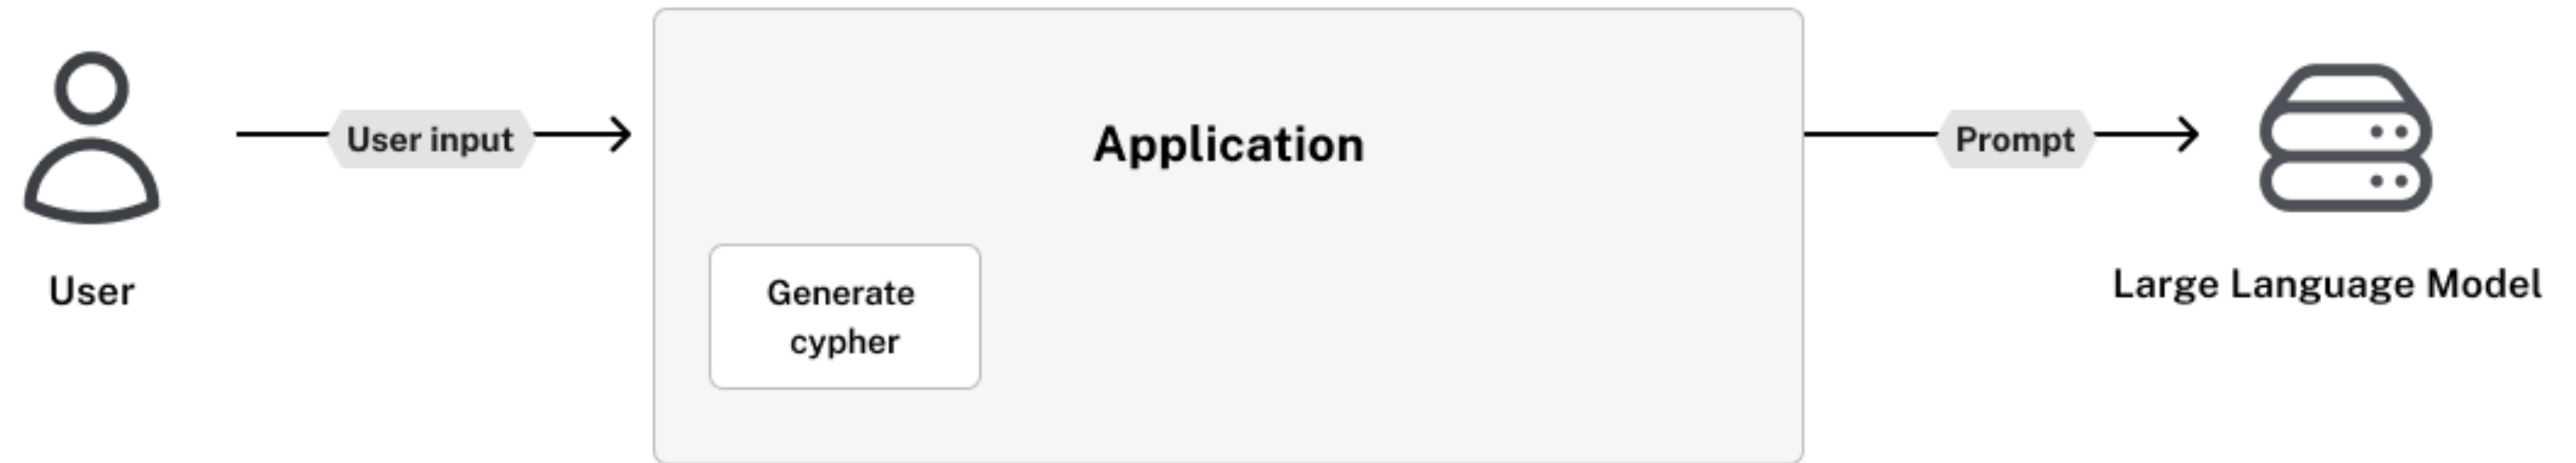 User input
Application
Prompt
Generate
cypher
User
Large Language Model